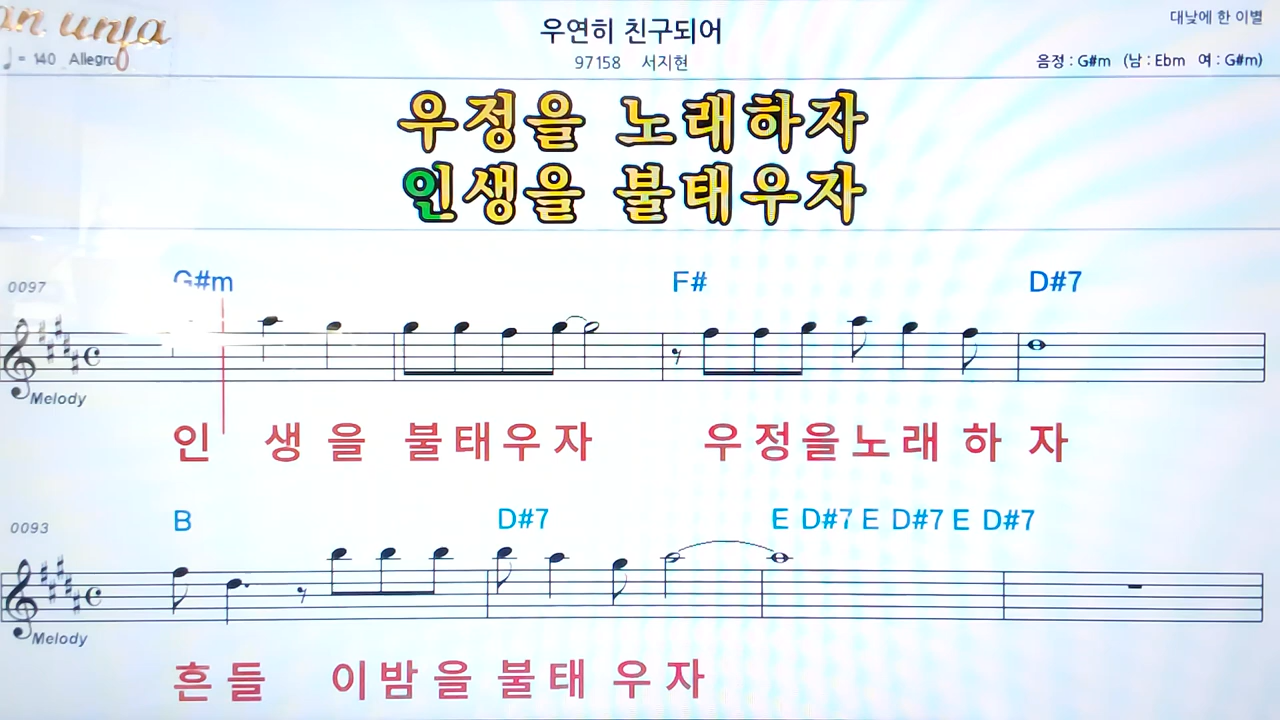 우연히 친구되어
대낮에 한 이별
♩= 140 Allegro
97158 서지현
음정 : G#m (남 : Ebm 여 : G#m)
우정을 노래하자
인생을 불태우자
G#m F# D#7
0097
Melody
인 생 을 불태우자 우정을노래 하 자
B D#7 E D#7 E D#7 E D#7
0093
Melody
흔들 이밤을 불태 우자